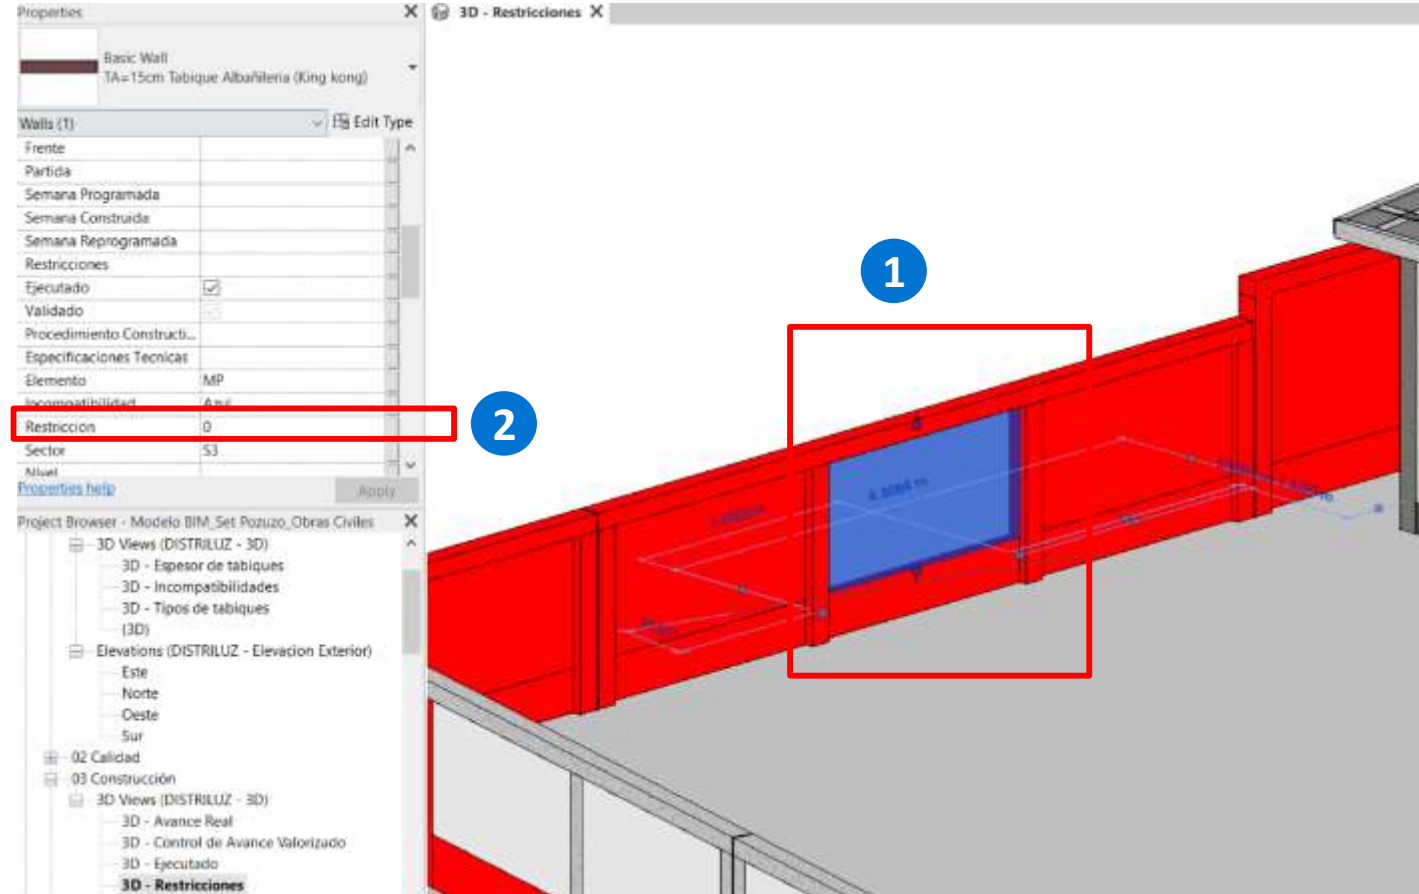 Properties
3D - Restricciones
Basic Wall
TA=15cm Tabique Albañileria (King kong)
Walls (1)
Edit Type
Frente
Partida
Semana Programada
Semana Construida
Semana Reprogramada
Restricciones
Ejecutado
Validado
Procedimiento Constructi...
Especificaciones Tecnicas
Elemento MP
Incompatibilidad Azul
Restriccion 0
Sector S3
Nivel
Properties help
Apply
Project Browser - Modelo BIM_Set Pozuzo_Obras Civiles
3D Views (DISTRILUZ - 3D)
3D - Espesor de tabiques
3D - Incompatibilidades
3D - Tipos de tabiques
(3D)
Elevations (DISTRILUZ - Elevacion Exterior)
Este
Norte
Oeste
Sur
02 Calidad
03 Construcción
3D Views (DISTRILUZ - 3D)
3D - Avance Real
3D - Control de Avance Valorizado
3D - Ejecutado
3D - Restricciones
1
2